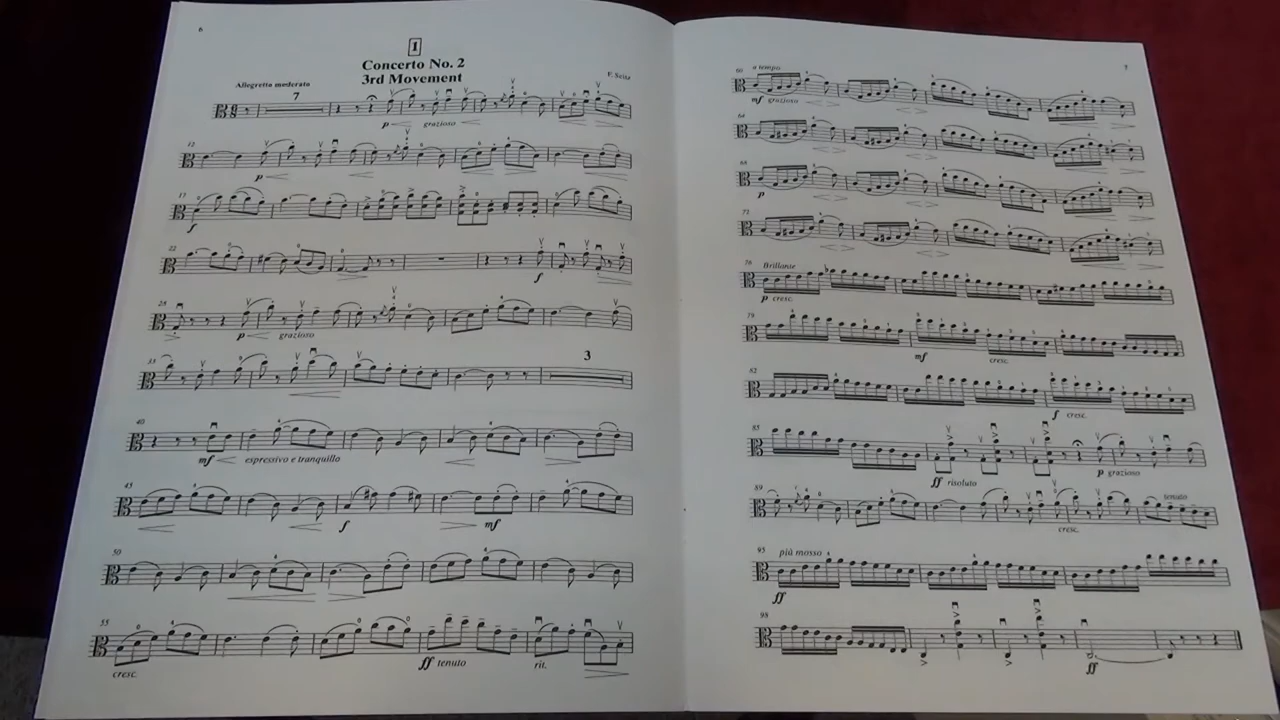 6
1
Concerto No. 2
3rd Movement
F. Seitz
Allegretto moderato
7
p grazioso
12
p
17
f
22
f
28
p grazioso
33
3
40
mf espressivo e tranquillo
45
f mf
50
55
cresc. ff tenuto rit.
7
60 a tempo
mf grazioso
64
68
p
72
76 Brillante
p cresc.
79
mf cresc.
82
f cresc.
85
ff risoluto p grazioso
89 tenuto
cresc.
95 più mosso
ff
98
ff